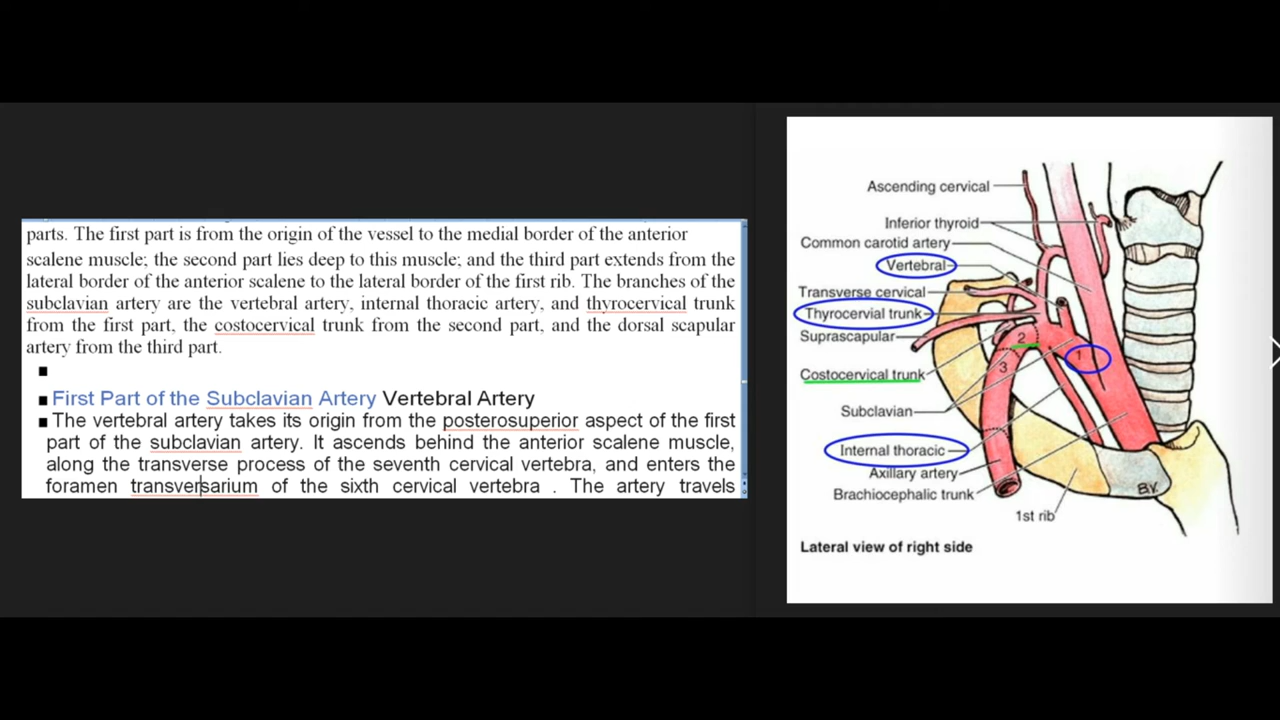 parts. The first part is from the origin of the vessel to the medial border of the anterior
scalene muscle; the second part lies deep to this muscle; and the third part extends from the
lateral border of the anterior scalene to the lateral border of the first rib. The branches of the
subclavian artery are the vertebral artery, internal thoracic artery, and thyrocervical trunk
from the first part, the costocervical trunk from the second part, and the dorsal scapular
artery from the third part.
First Part of the Subclavian Artery Vertebral Artery
The vertebral artery takes its origin from the posterosuperior aspect of the first
part of the subclavian artery. It ascends behind the anterior scalene muscle,
along the transverse process of the seventh cervical vertebra, and enters the
foramen transversarium of the sixth cervical vertebra . The artery travels
Ascending cervical
Inferior thyroid
Common carotid artery
Vertebral
Transverse cervical
Thyrocervial trunk
Suprascapular
Costocervical trunk
Subclavian
Internal thoracic
Axillary artery
Brachiocephalic trunk
1st rib
2
1
3
B.V.
Lateral view of right side